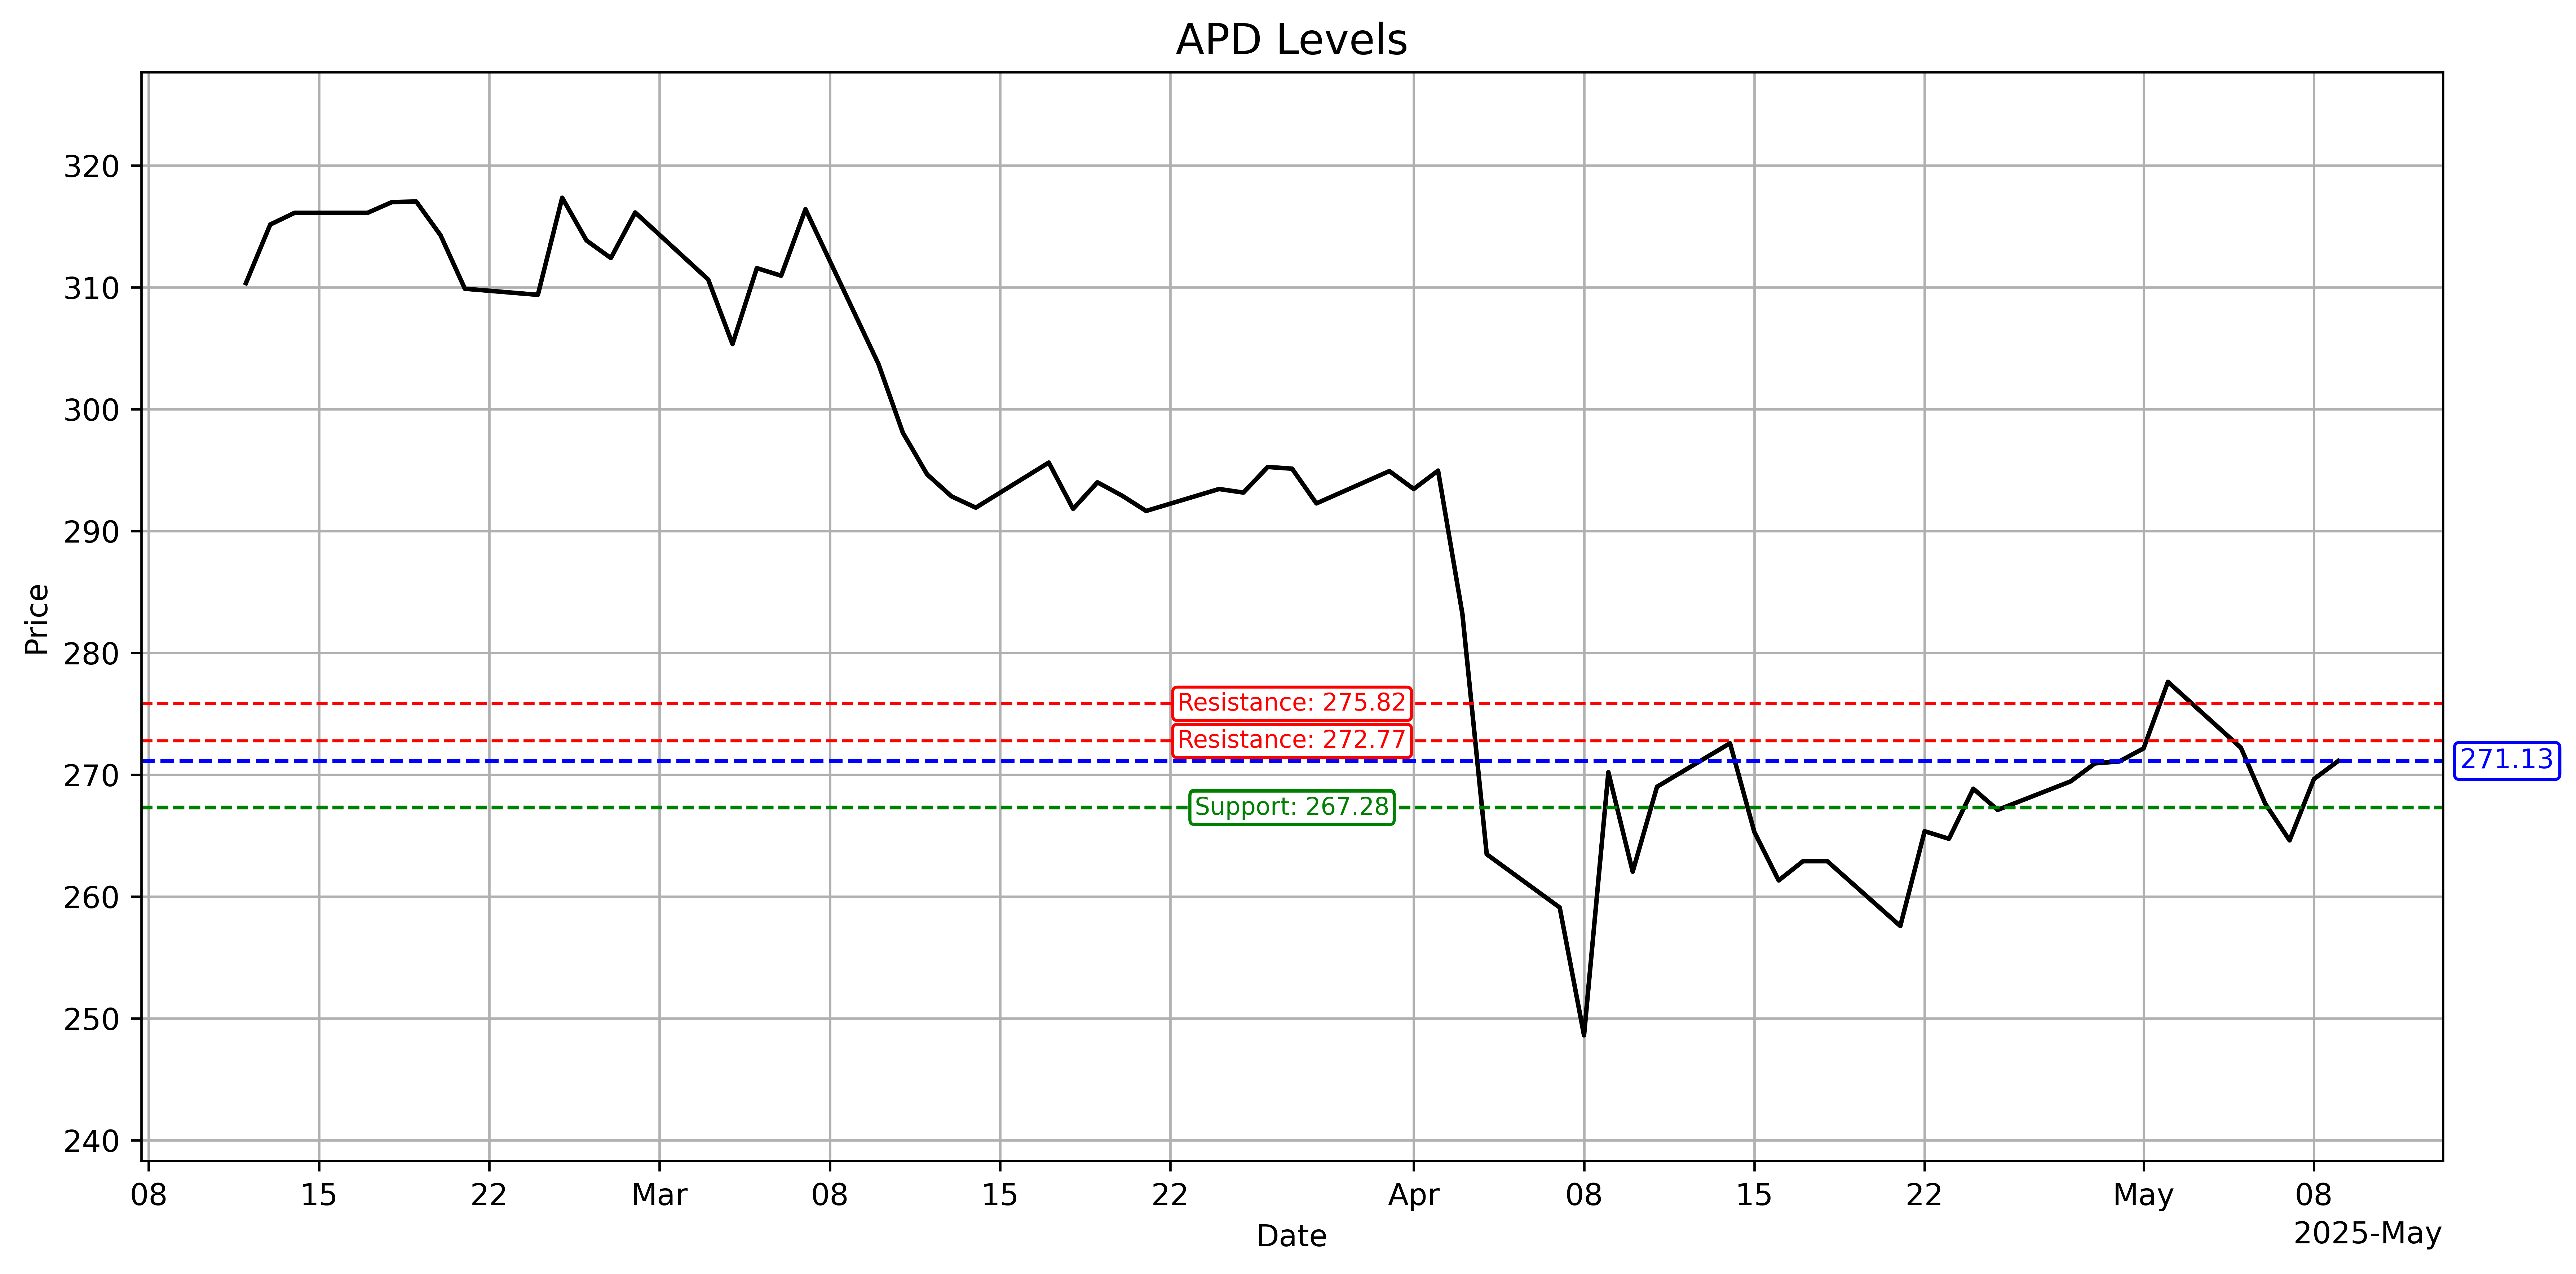 APD Levels
320
310
300
290
280
270
260
250
240
Price
Resistance: 275.82
Resistance: 272.77
271.13
Support: 267.28
08 15 22 Mar 08 15 22 Apr 08 15 22 May 08
Date
2025-May